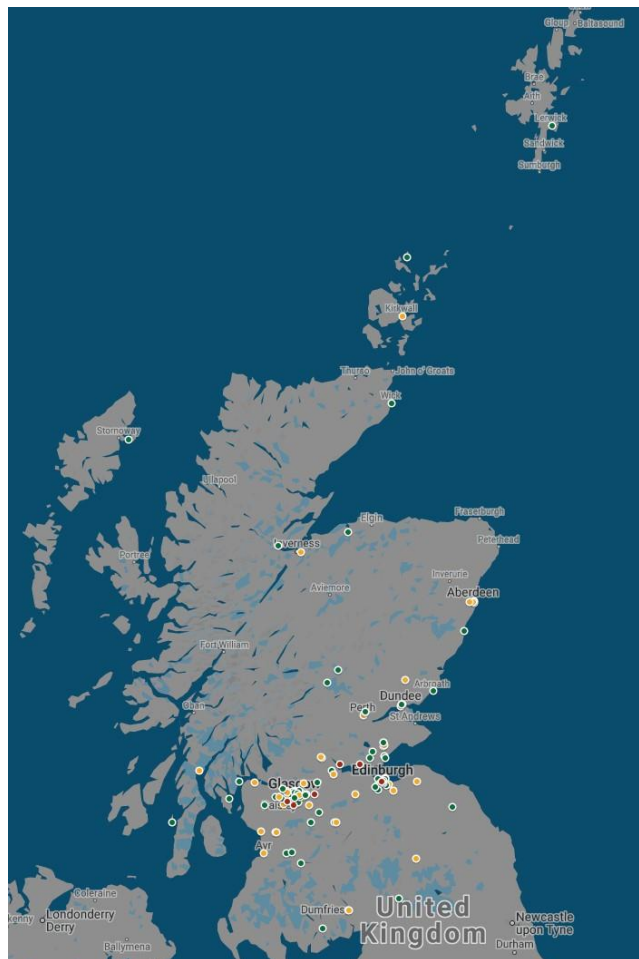 Baltasound
Brae
Lerwick
Sandwick
Sumburgh
Kirkwall
Thurso
John o' Groats
Wick
Stornoway
Ullapool
Elgin
Fraserburgh
Inverness
Peterhead
Portree
Inverurie
Aberdeen
Aviemore
Fort William
Arbroath
Dundee
Perth
St Andrews
Oban
Edinburgh
Ayr
Coleraine
Dumfries
Londonderry
Derry
United
Kingdom
Newcastle
upon Tyne
Ballymena
Durham